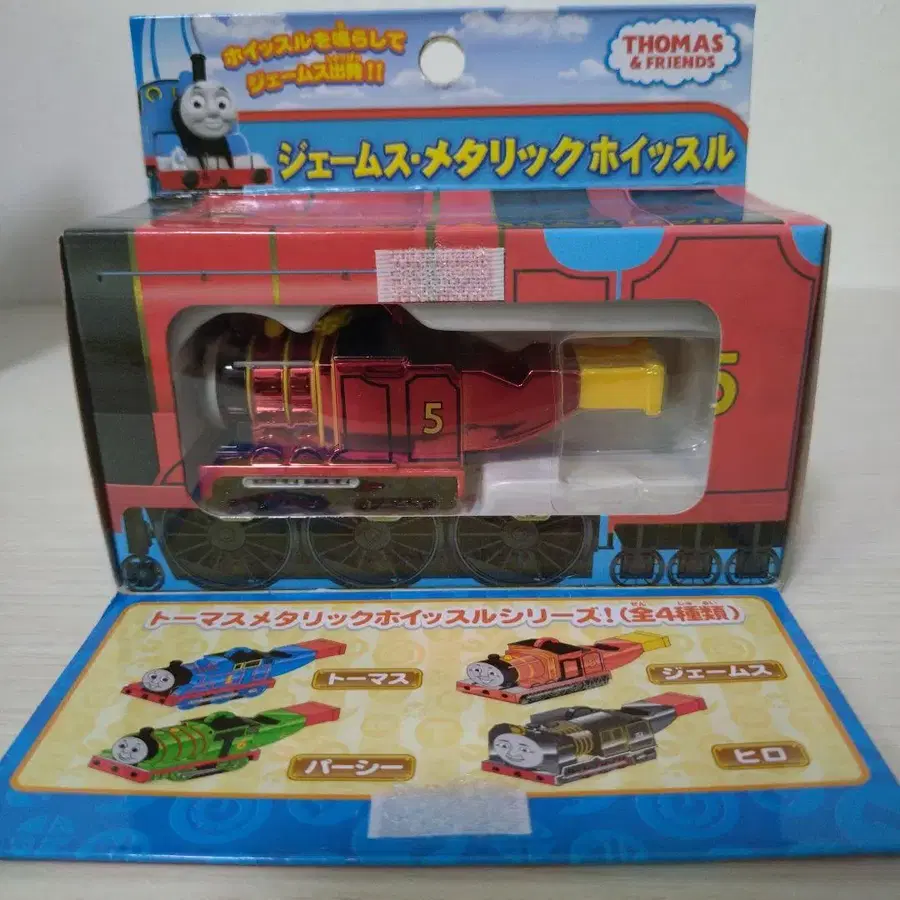 ホイッスルを鳴らして
ジェームス出発!!
THOMAS
& FRIENDS
ジェームス・メタリックホイッスル
5
5
トーマスメタリックホイッスルシリーズ!(全4種類)
トーマス
ジェームス
パーシー
ヒロ